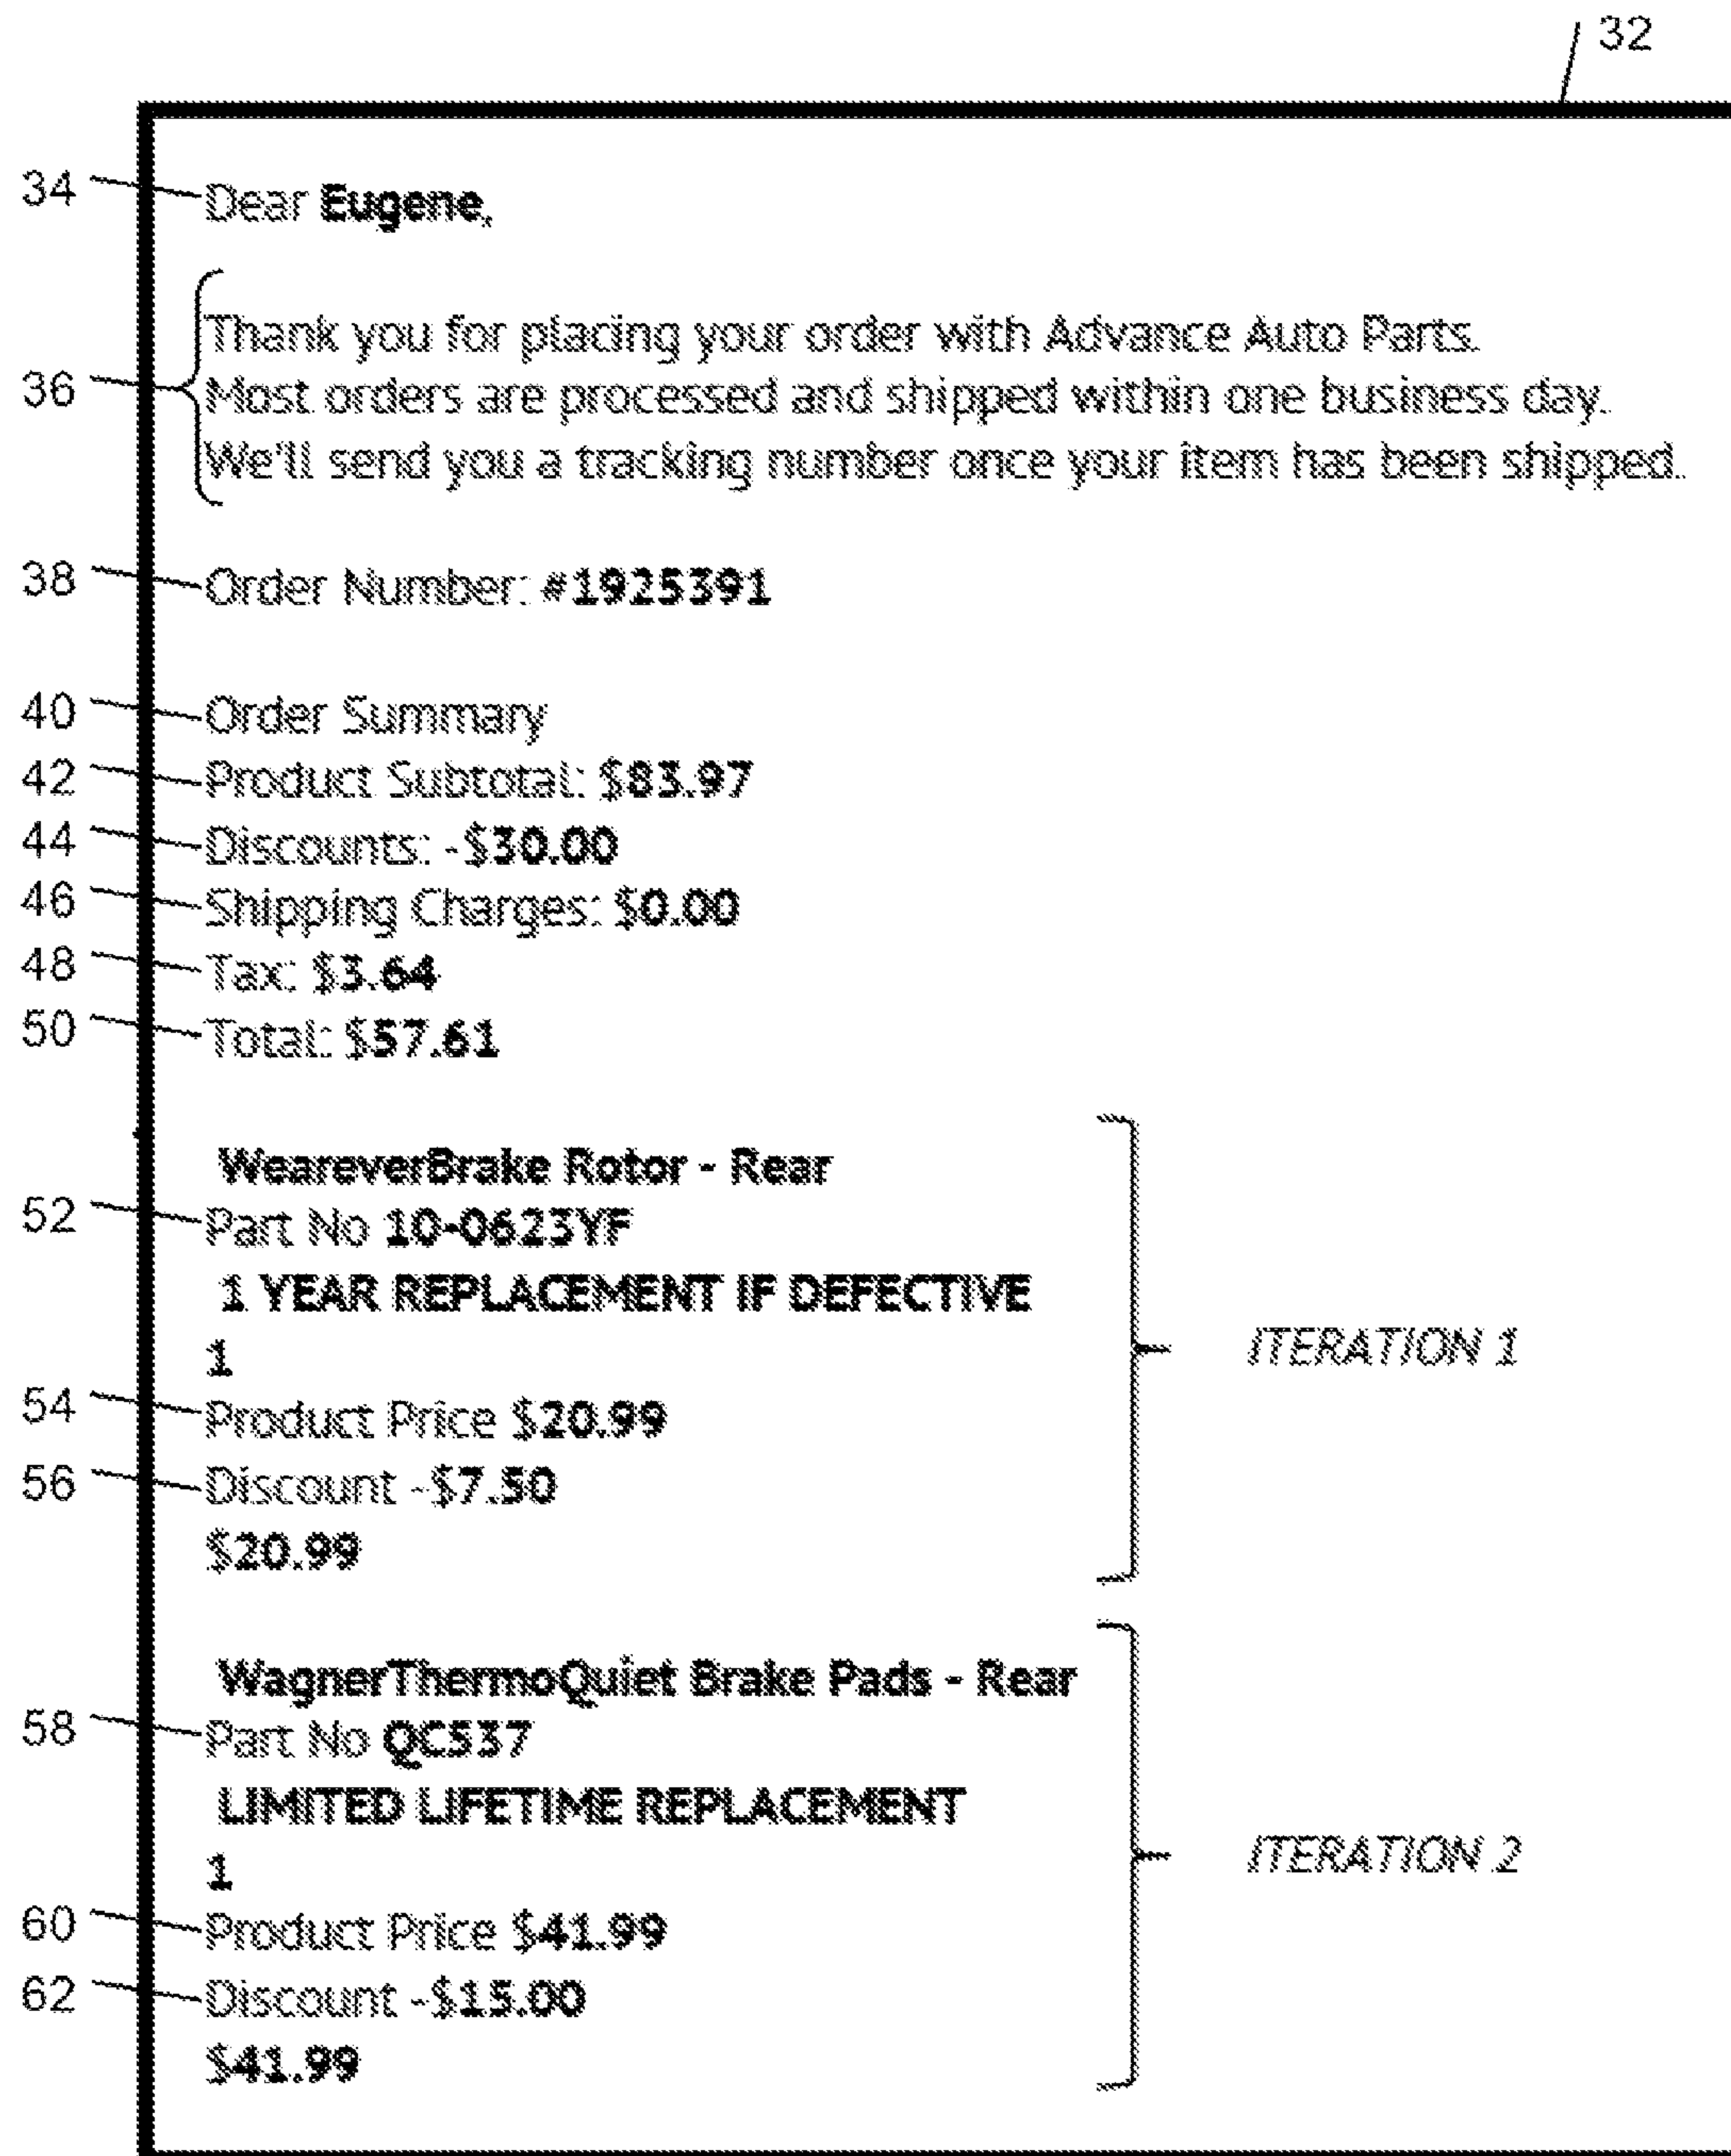 32
34 Dear Eugene,
Thank you for placing your order with Advance Auto Parts.
36 Most orders are processed and shipped within one business day.
We'll send you a tracking number once your item has been shipped.
38 Order Number: #1925391
40 Order Summary
42 Product Subtotal: $83.97
44 Discounts: -$30.00
46 Shipping Charges: $0.00
48 Tax: $3.64
50 Total: $57.61
WeareverBrake Rotor - Rear
52 Part No 10-0623YF
1 YEAR REPLACEMENT IF DEFECTIVE
1
ITERATION 1
54 Product Price $20.99
56 Discount -$7.50
$20.99
WagnerThermoQuiet Brake Pads - Rear
58 Part No QC537
LIMITED LIFETIME REPLACEMENT
1
ITERATION 2
60 Product Price $41.99
62 Discount -$15.00
$41.99